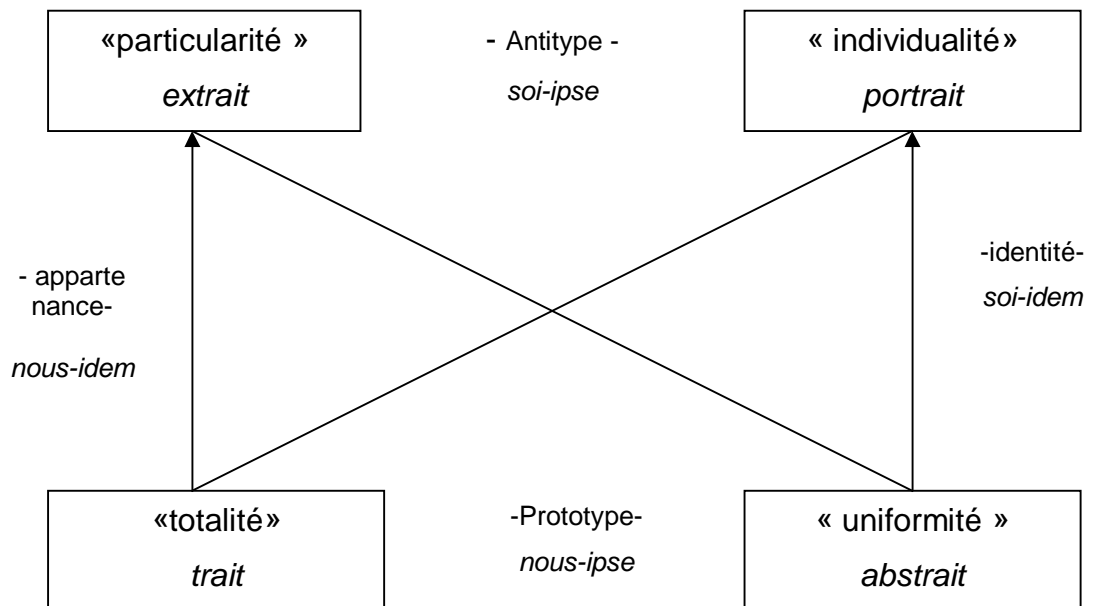 «particularité »
extrait
- Antitype -
soi-ipse
« individualité»
portrait
- apparte
nance-
nous-idem
-identité-
soi-idem
«totalité»
trait
-Prototype-
nous-ipse
« uniformité »
abstrait